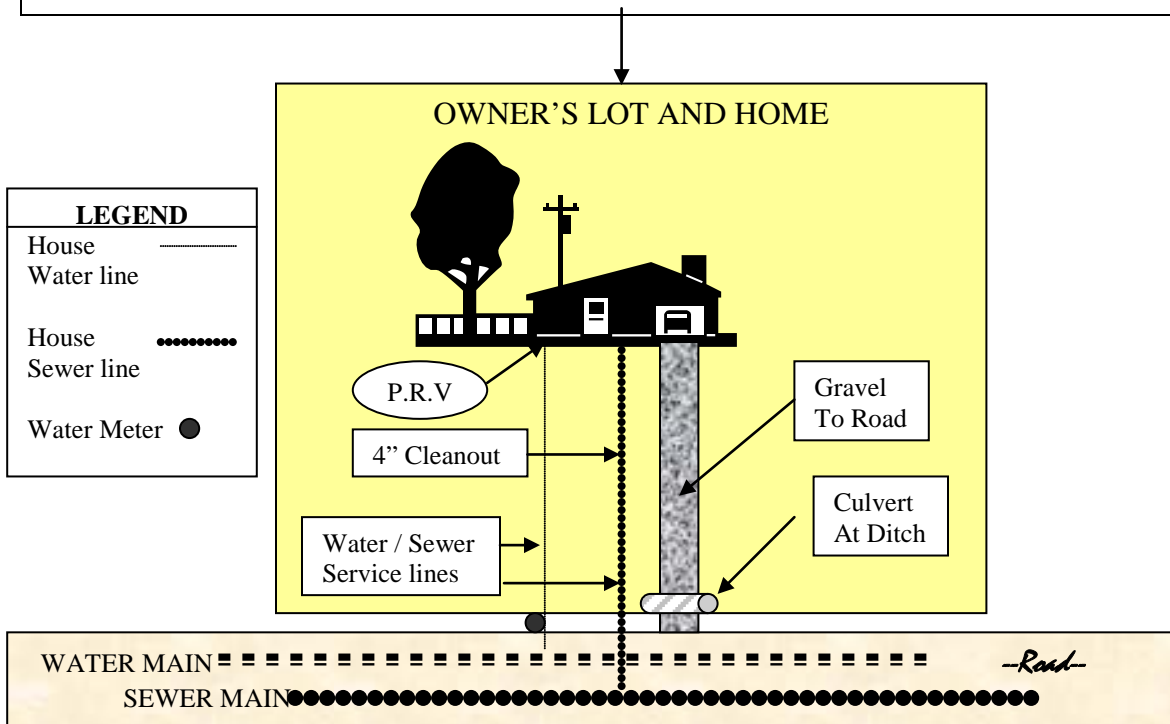 OWNER’S LOT AND HOME
LEGEND
House
Water line
House
Sewer line
Water Meter
P.R.V
4” Cleanout
Water / Sewer
Service lines
Gravel
To Road
Culvert
At Ditch
WATER MAIN
--Road--
SEWER MAIN